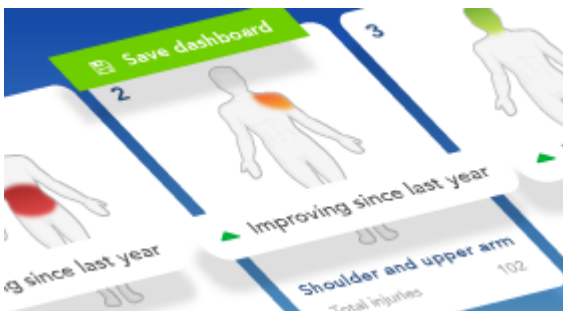 Save dashboard
2
3
Improving since last year
since last year
Shoulder and upper arm
Total injuries
102